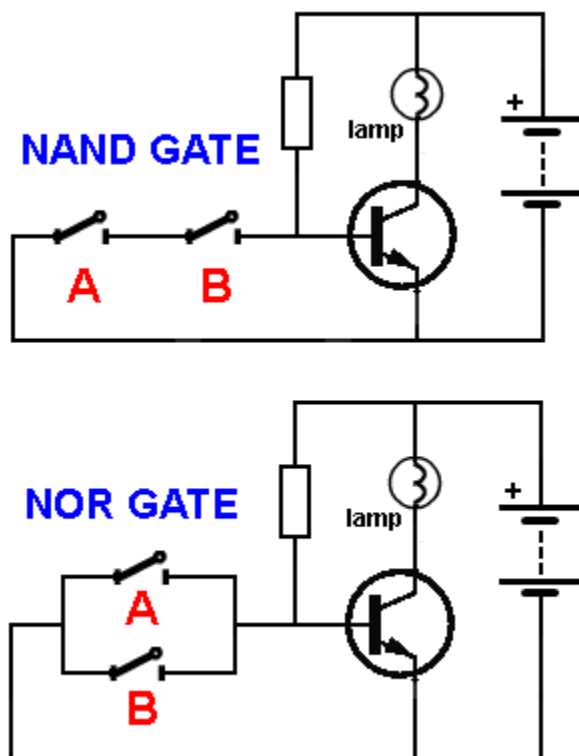 +
lamp
NAND GATE
A B
+
NOR GATE
lamp
A
B